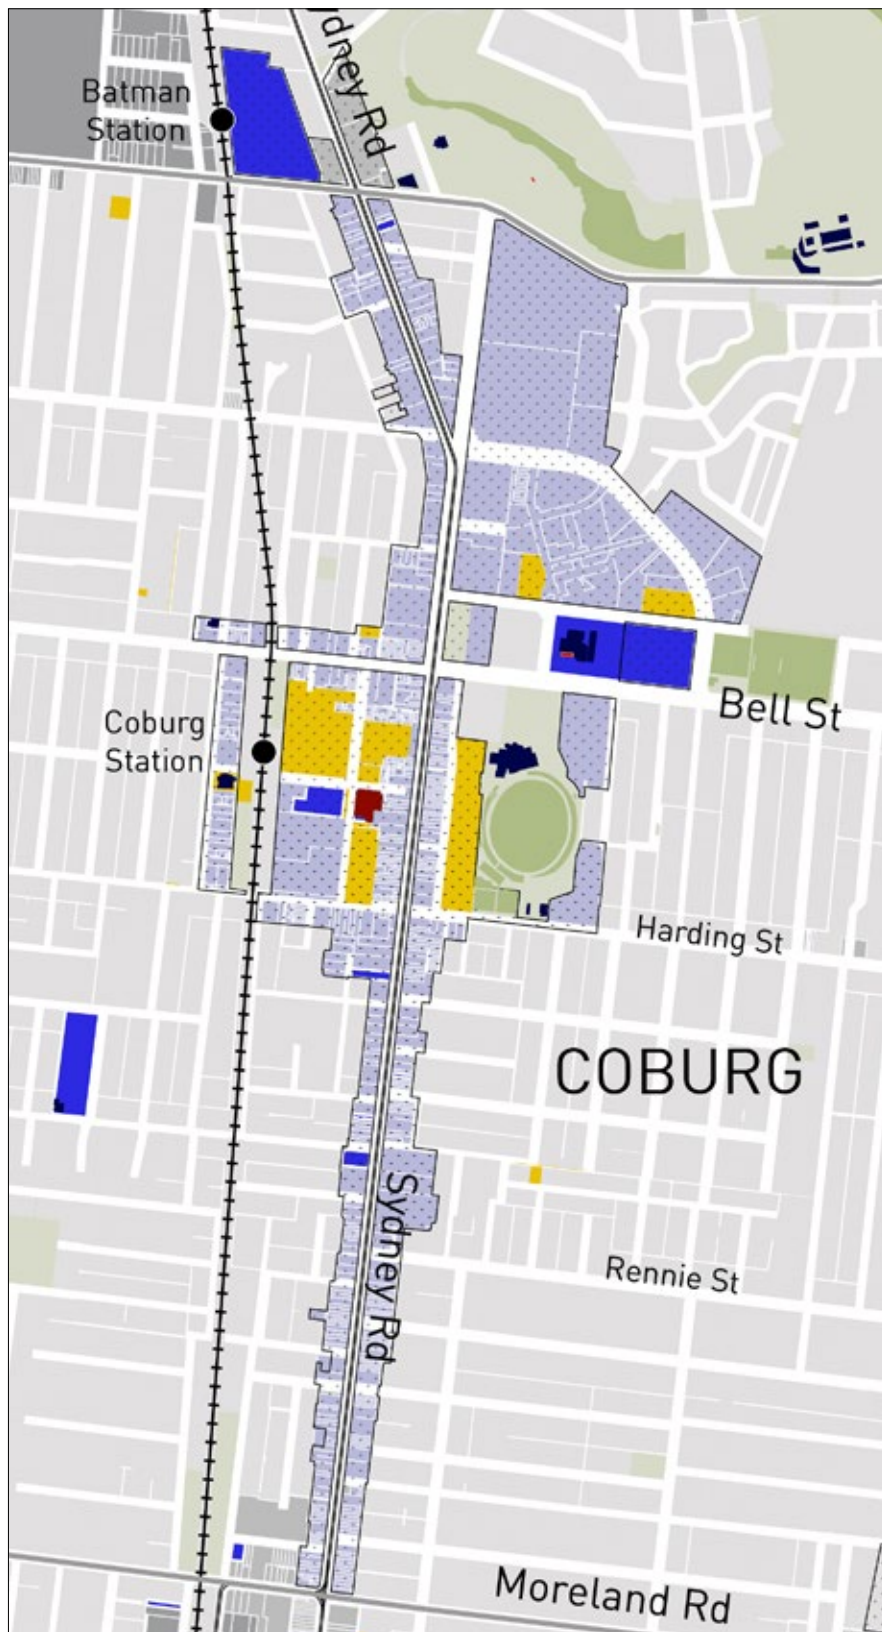 dney Rd
Batman
Station
Coburg
Station
Bell St
Harding St
COBURG
Sydney Rd
Rennie St
Moreland Rd